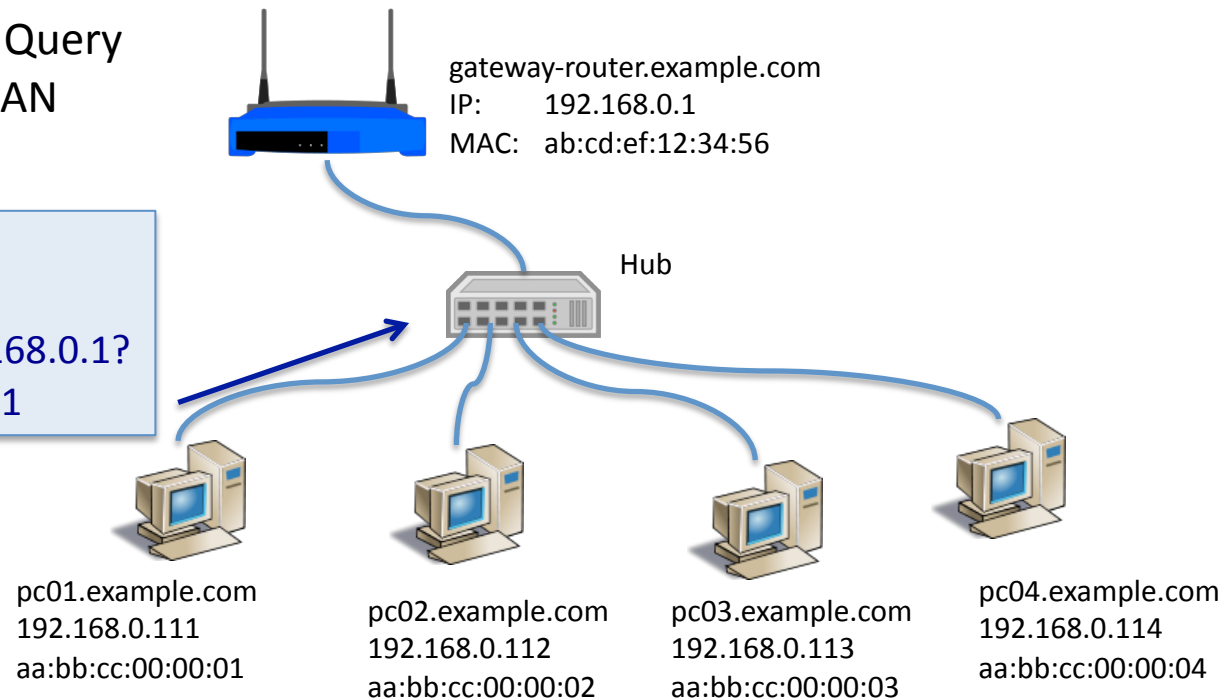 Query
AN
gateway-router.example.com
IP: 192.168.0.1
MAC: ab:cd:ef:12:34:56
Hub
68.0.1?
1
pc01.example.com
192.168.0.111
aa:bb:cc:00:00:01
pc02.example.com
192.168.0.112
aa:bb:cc:00:00:02
pc03.example.com
192.168.0.113
aa:bb:cc:00:00:03
pc04.example.com
192.168.0.114
aa:bb:cc:00:00:04